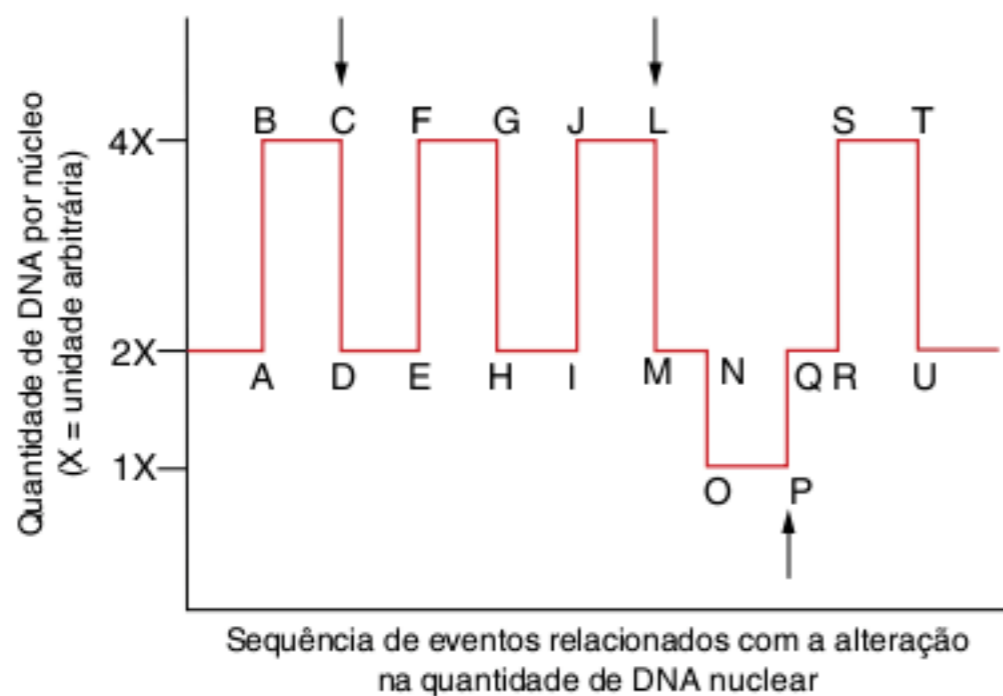 B C F G J L S T
4X
2X
A D E H I M N Q R U
1X
O P
Quantidade de DNA por núcleo
(X = unidade arbitrária)
Sequência de eventos relacionados com a alteração
na quantidade de DNA nuclear